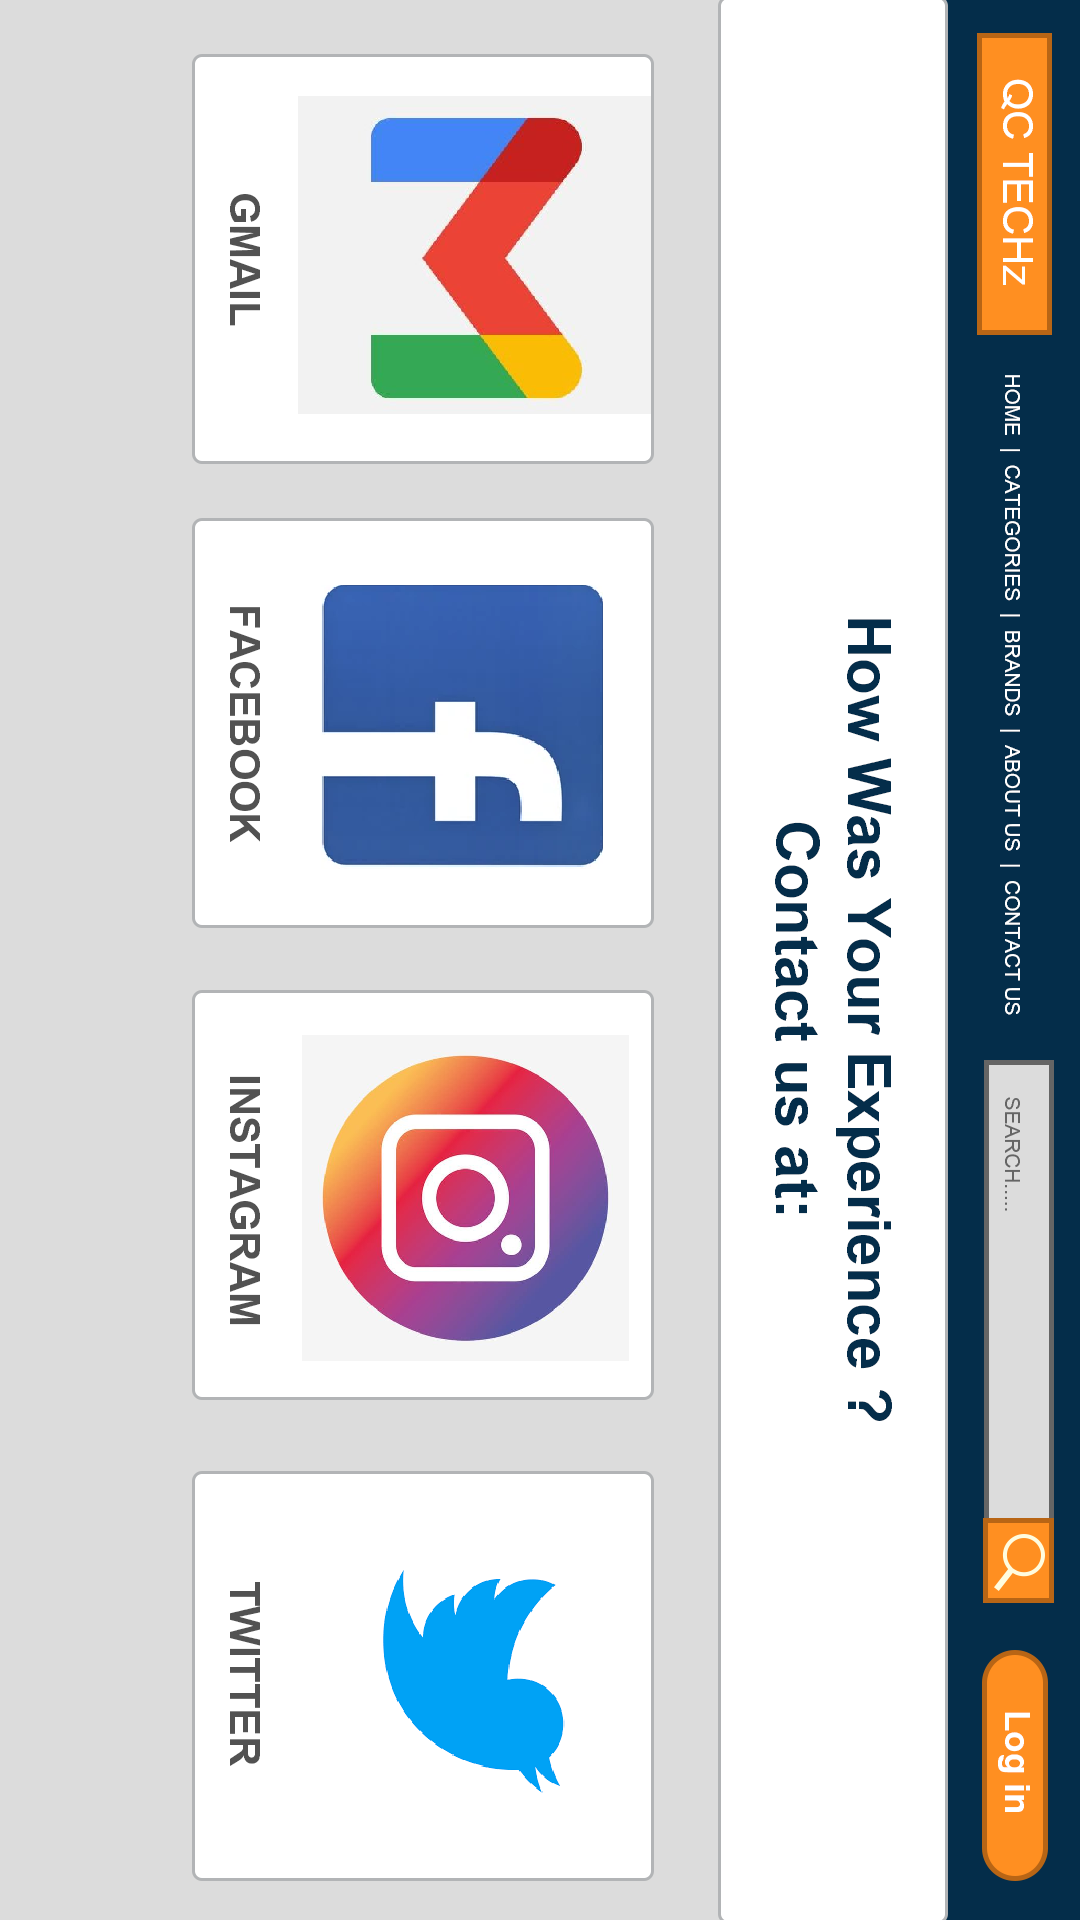 QC TECHz
HOME | CATEGORIES | BRANDS | ABOUT US | CONTACT US
SEARCH.....
Log in
How Was Your Experience ?
Contact us at:
GMAIL
FACEBOOK
INSTAGRAM
TWITTER